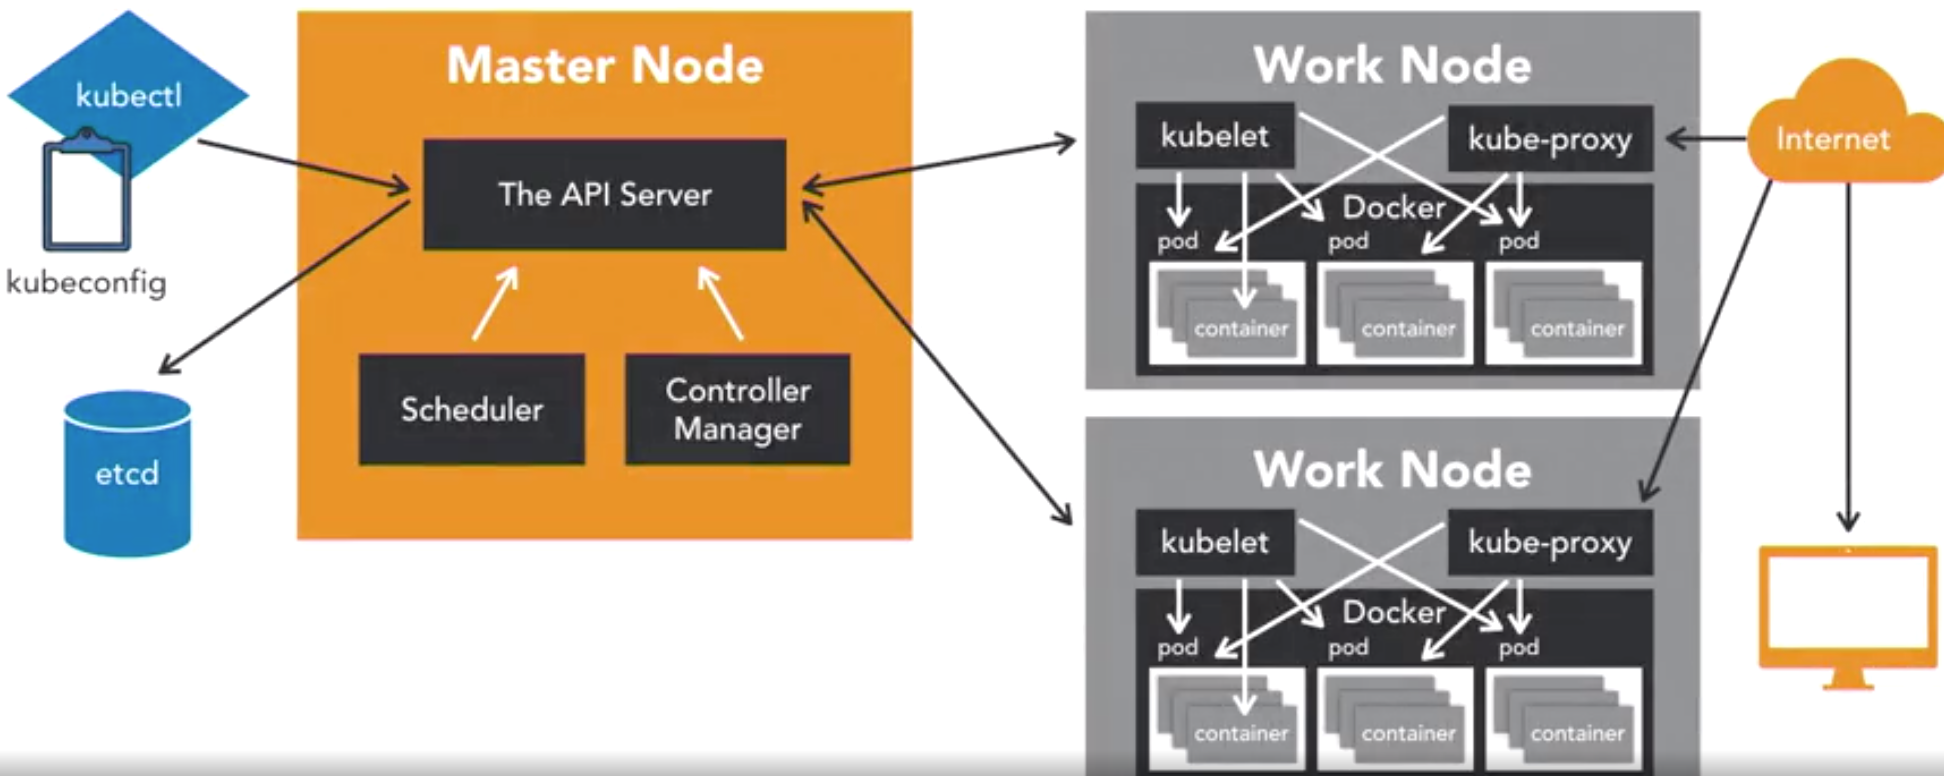 kubectl
kubeconfig
etcd
Master Node
The API Server
Scheduler
Controller
Manager
Work Node
kubelet
kube-proxy
Docker
pod
pod
pod
container
container
container
Work Node
kubelet
kube-proxy
Docker
pod
pod
pod
container
container
container
Internet